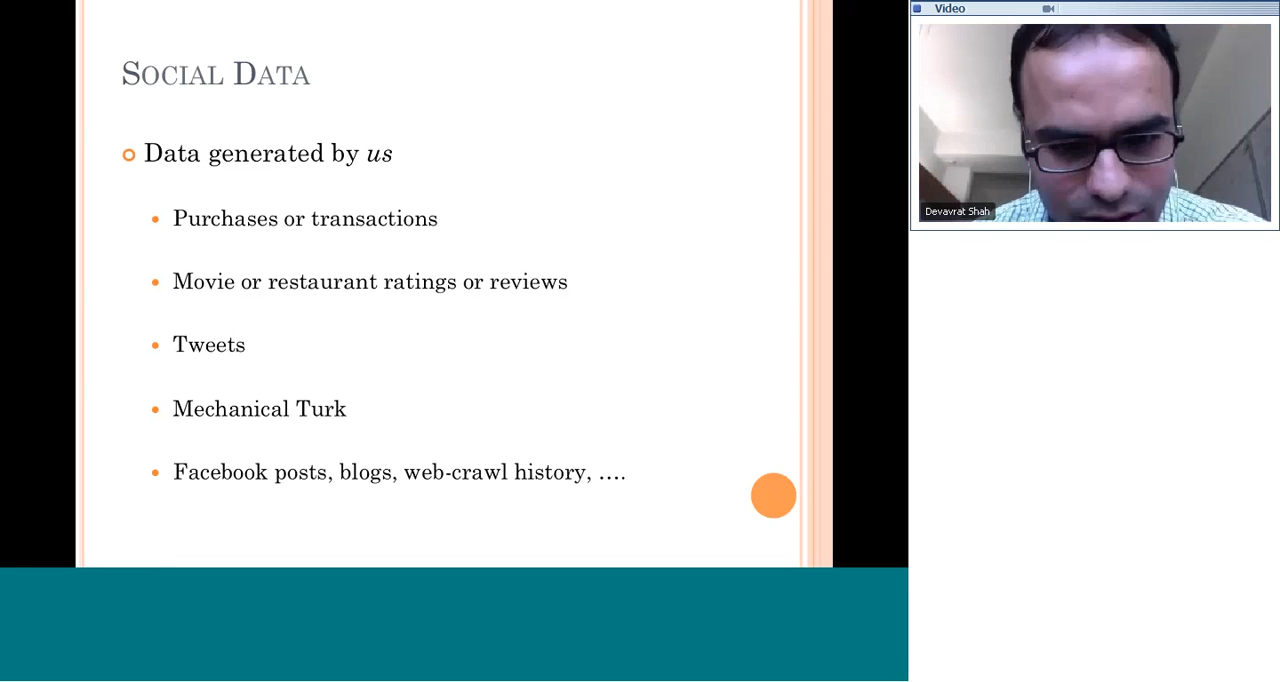 Social Data
Data generated by us
Purchases or transactions
Movie or restaurant ratings or reviews
Tweets
Mechanical Turk
Facebook posts, blogs, web-crawl history, ….
Video
Devavrat Shah